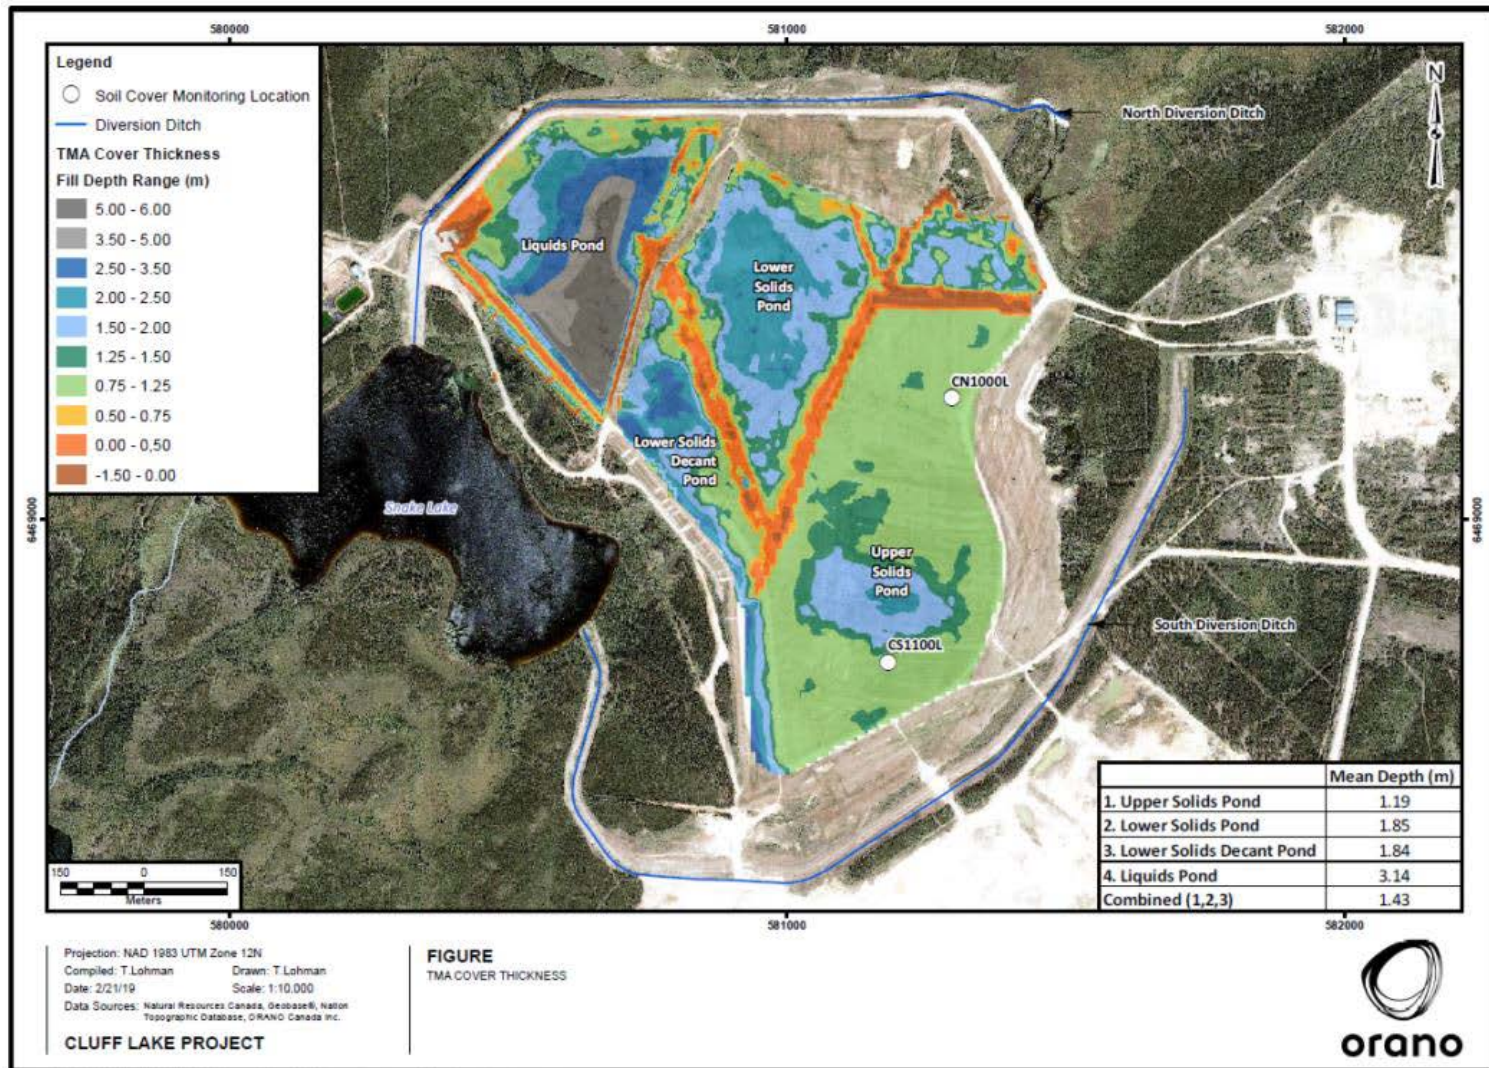 580000
581000
582000
Legend
Soil Cover Monitoring Location
Diversion Ditch
TMA Cover Thickness
Fill Depth Range (m)
5.00 - 6.00
3.50 - 5.00
2.50 - 3.50
2.00 - 2.50
1.50 - 2.00
1.25 - 1.50
0.75 - 1.25
0.50 - 0.75
0.00 - 0.50
-1.50 - 0.00
N
North Diversion Ditch
Liquids Pond
Lower
Solids
Pond
CN1000L
Lower Solids
Decant
Pond
6469000
Snake Lake
6469000
Upper
Solids
Pond
South Diversion Ditch
CS1100L
Mean Depth (m)
1. Upper Solids Pond 1.19
2. Lower Solids Pond 1.85
3. Lower Solids Decant Pond 1.84
4. Liquids Pond 3.14
Combined (1,2,3) 1.43
150 0 150
Meters
580000
581000
582000
Projection: NAD 1983 UTM Zone 12N
Compiled: T.Lohman Drawn: T.Lohman
Date: 2/21/19 Scale: 1:10,000
Data Sources: Natural Resources Canada, Geobase®, Nation
Topographic Database, ORANO Canada Inc.
CLUFF LAKE PROJECT
FIGURE
TMA COVER THICKNESS
orano